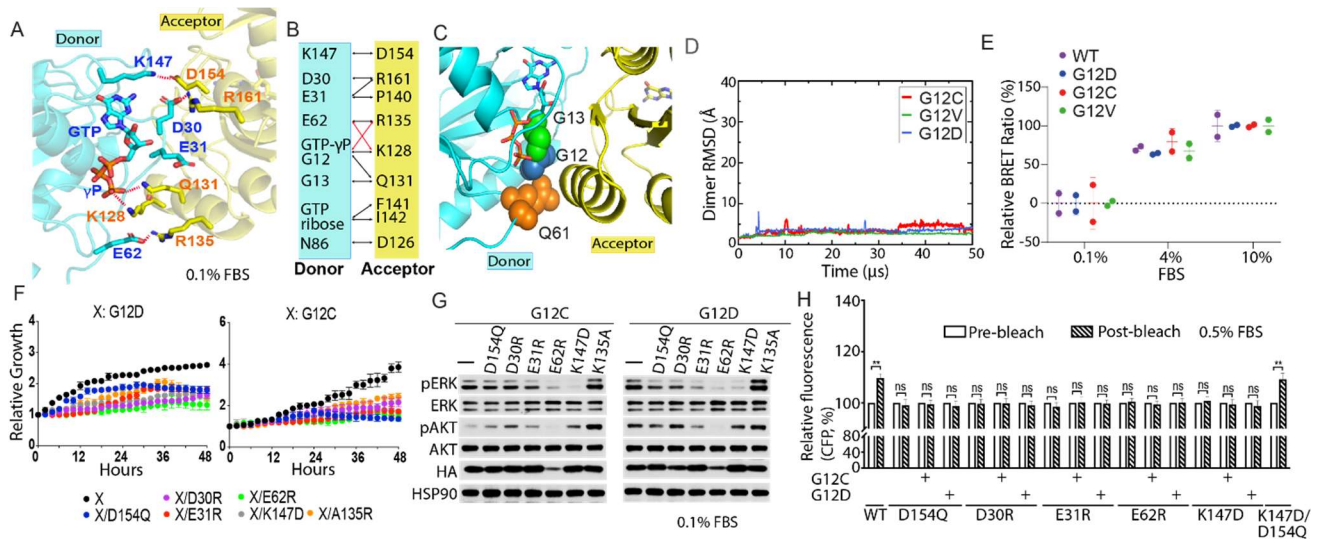 A
Donor
Acceptor
K147
D154
R161
GTP
D30
E31
γP
Q131
K128
R135
E62
0.1% FBS
B
K147
D154
D30
R161
E31
P140
E62
R135
GTP-γP
G12
K128
G13
Q131
GTP
ribose
F141
I142
N86
D126
Donor
Acceptor
C
G13
G12
Q61
Donor
Acceptor
D
Dimer RMSD (Å)
40
30
20
10
0
0 10 20 30 40 50
Time (µs)
G12C
G12V
G12D
E
Relative BRET Ratio (%)
150
100
50
0
-50
0.1% 4% 10%
FBS
WT
G12D
G12C
G12V
F
X: G12D
X: G12C
Relative Growth
4
3
2
1
0
0 12 24 36 48
Hours
6
4
2
0
0 12 24 36 48
Hours
X
X/D30R
X/E62R
X/D154Q
X/E31R
X/K147D
X/A135R
G
G12C
G12D
D154Q
D30R
E31R
E62R
K147D
K135A
D154Q
D30R
E31R
E62R
K147D
K135A
pERK
ERK
pAKT
AKT
HA
HSP90
0.1% FBS
H
Relative fluorescence
(CFP, %)
140
120
100
80
40
0
Pre-bleach
Post-bleach
0.5% FBS
** ns ns ns ns ns ns ns ns ns ns ns ns ns ns ns **
G12C + + + + +
G12D + + + + +
WT D154Q D30R E31R E62R K147D K147D/
D154Q